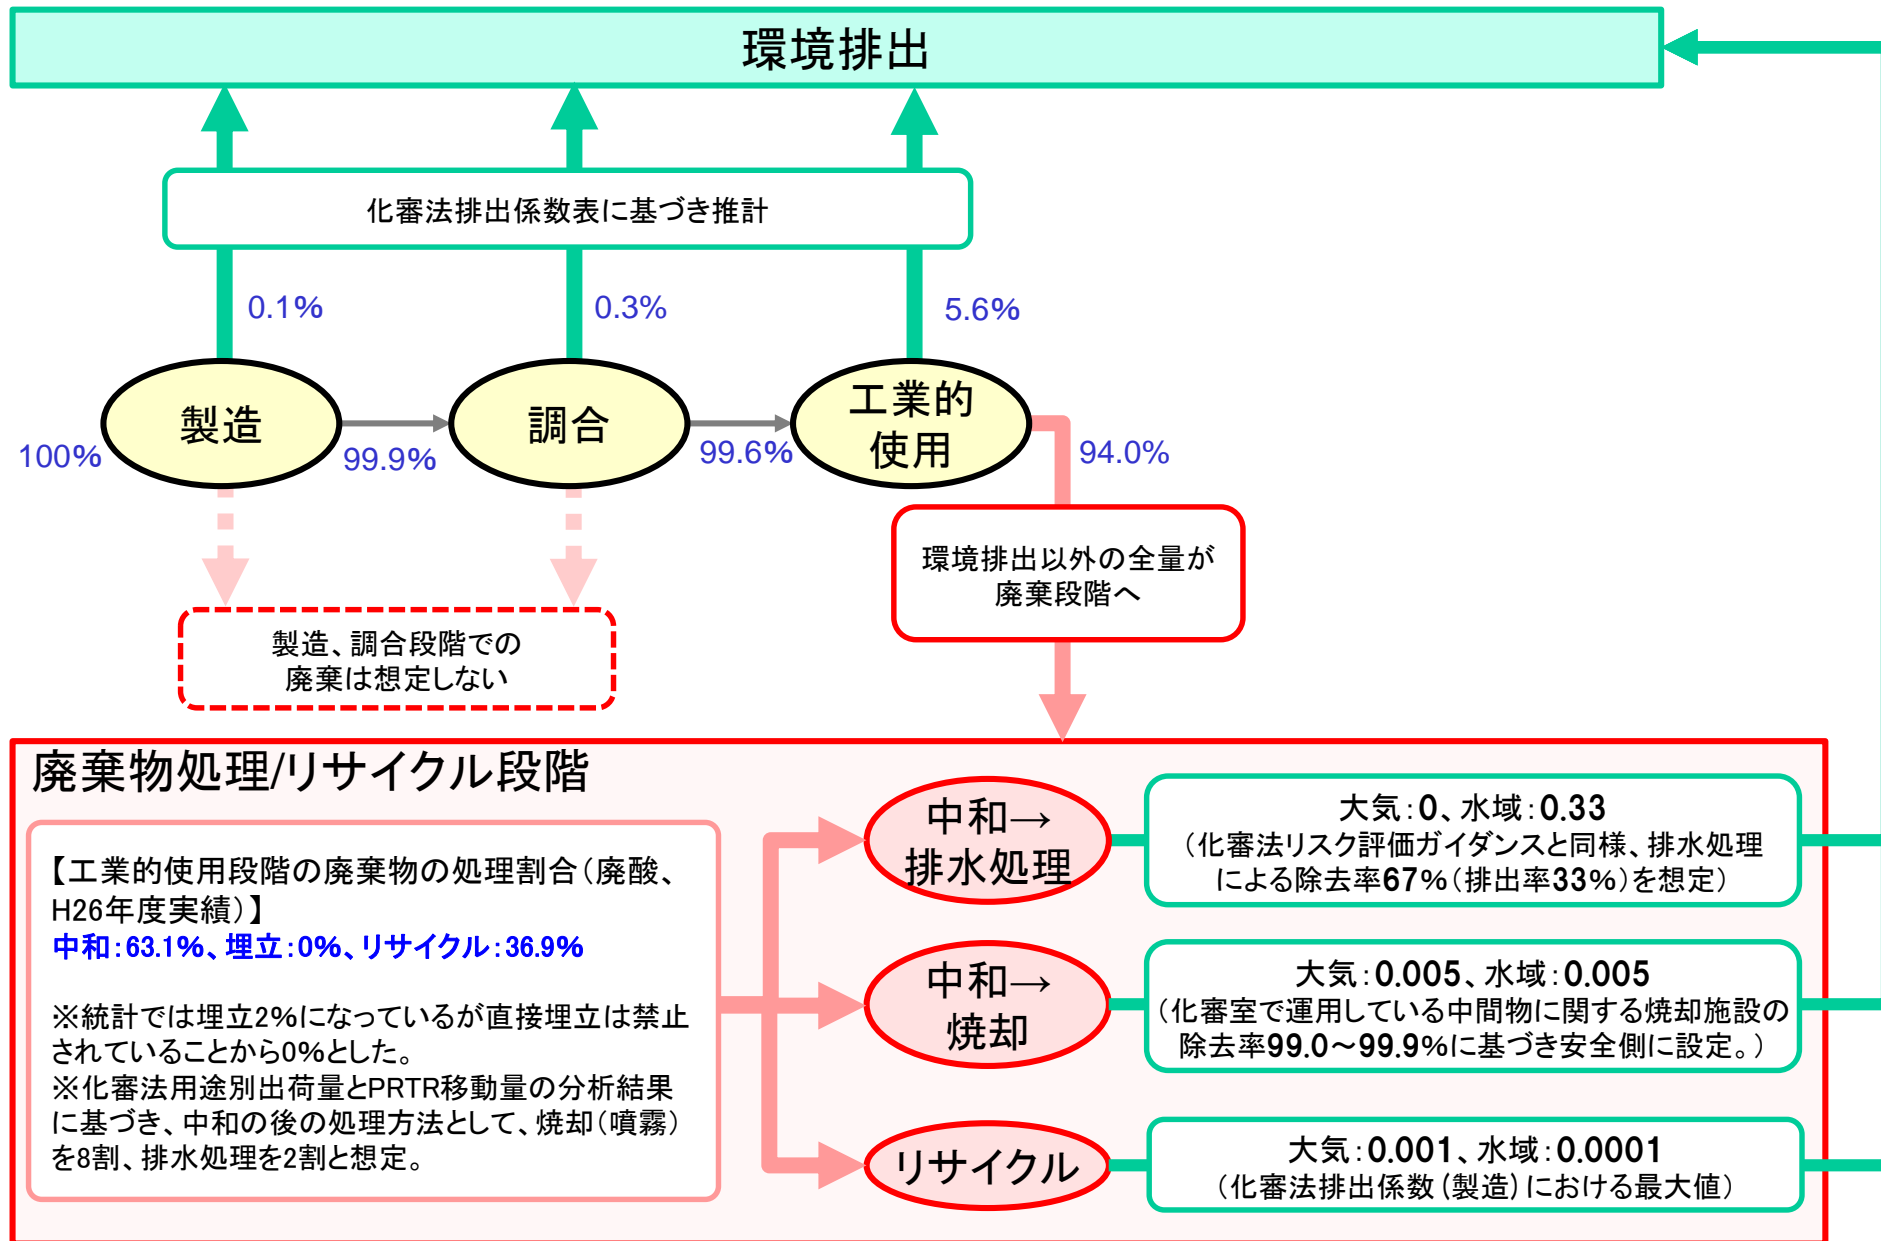 環境排出
化審法排出係数表に基づき推計
0.1%
0.3%
5.6%
製造
調合
工業的
使用
100%
99.9%
99.6%
94.0%
環境排出以外の全量が
廃棄段階へ
製造、調合段階での
廃棄は想定しない
廃棄物処理/リサイクル段階
【工業的使用段階の廃棄物の処理割合（廃酸、
H26年度実績）】
中和：63.1%、埋立：0%、リサイクル：36.9%
※統計では埋立2%になっているが直接埋立は禁止
されていることから0%とした。
※化審法用途別出荷量とPRTR移動量の分析結果
に基づき、中和の後の処理方法として、焼却（噴霧）
を8割、排水処理を2割と想定。
中和→
排水処理
大気：0、水域：0.33
（化審法リスク評価ガイダンスと同様、排水処理
による除去率67%（排出率33%）を想定）
中和→
焼却
大気：0.005、水域：0.005
（化審室で運用している中間物に関する焼却施設の
除去率99.0～99.9%に基づき安全側に設定。）
リサイクル
大気：0.001、水域：0.0001
（化審法排出係数（製造）における最大値）